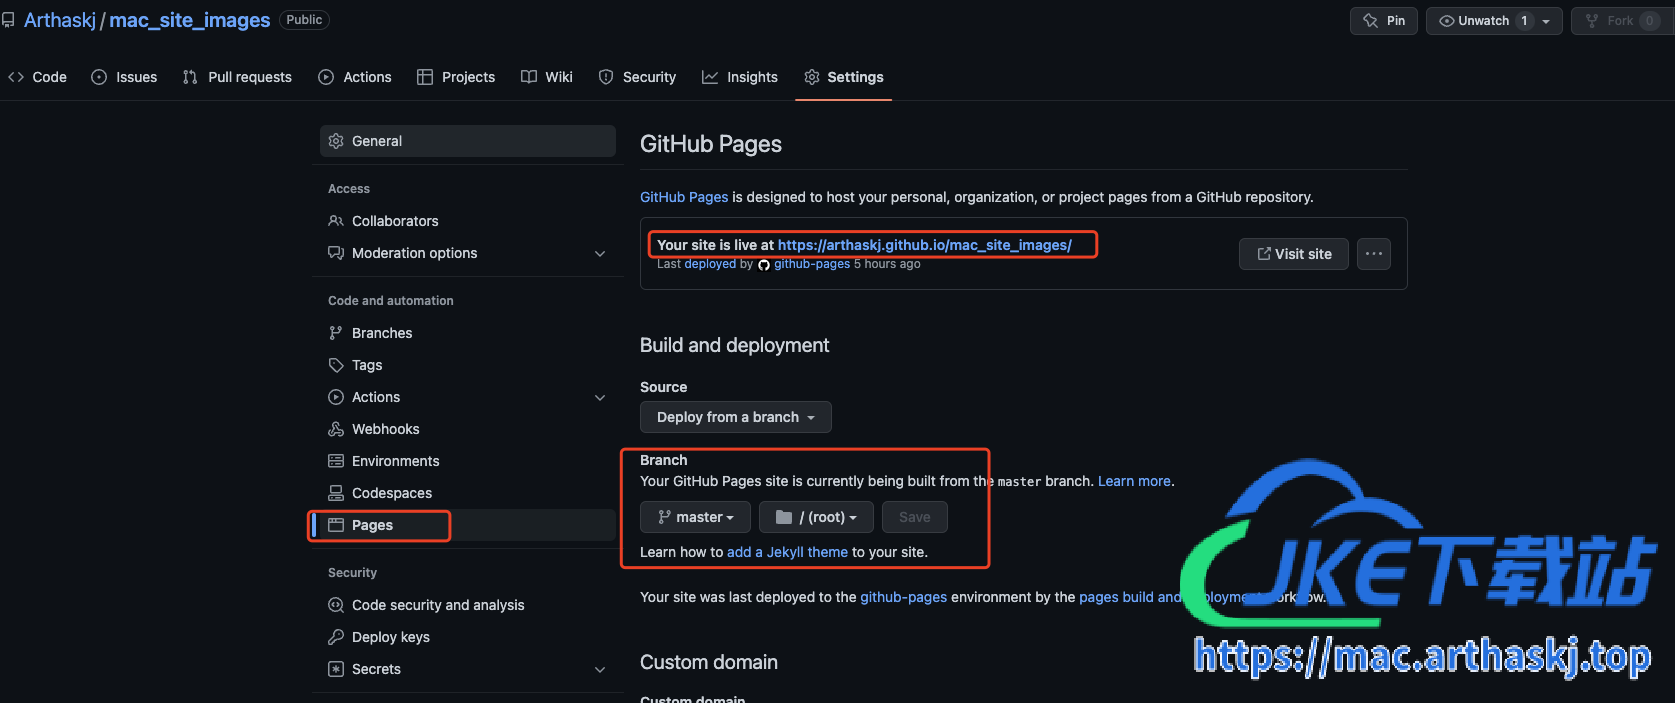 Arthaskj / mac_site_images Public
Pin Unwatch 1 Fork 0
Code Issues Pull requests Actions Projects Wiki Security Insights Settings
General
Access
Collaborators
Moderation options
Code and automation
Branches
Tags
Actions
Webhooks
Environments
Codespaces
Pages
Security
Code security and analysis
Deploy keys
Secrets
GitHub Pages
GitHub Pages is designed to host your personal, organization, or project pages from a GitHub repository.
Your site is live at https://arthaskj.github.io/mac_site_images/
Last deployed by github-pages 5 hours ago
Visit site
Build and deployment
Source
Deploy from a branch
Branch
Your GitHub Pages site is currently being built from the master branch. Learn more.
master / (root) Save
Learn how to add a Jekyll theme to your site.
Your site was last deployed to the github-pages environment by the pages build and deployment workflow.
Custom domain
Custom domain
JKE下载站
https://mac.arthaskj.top